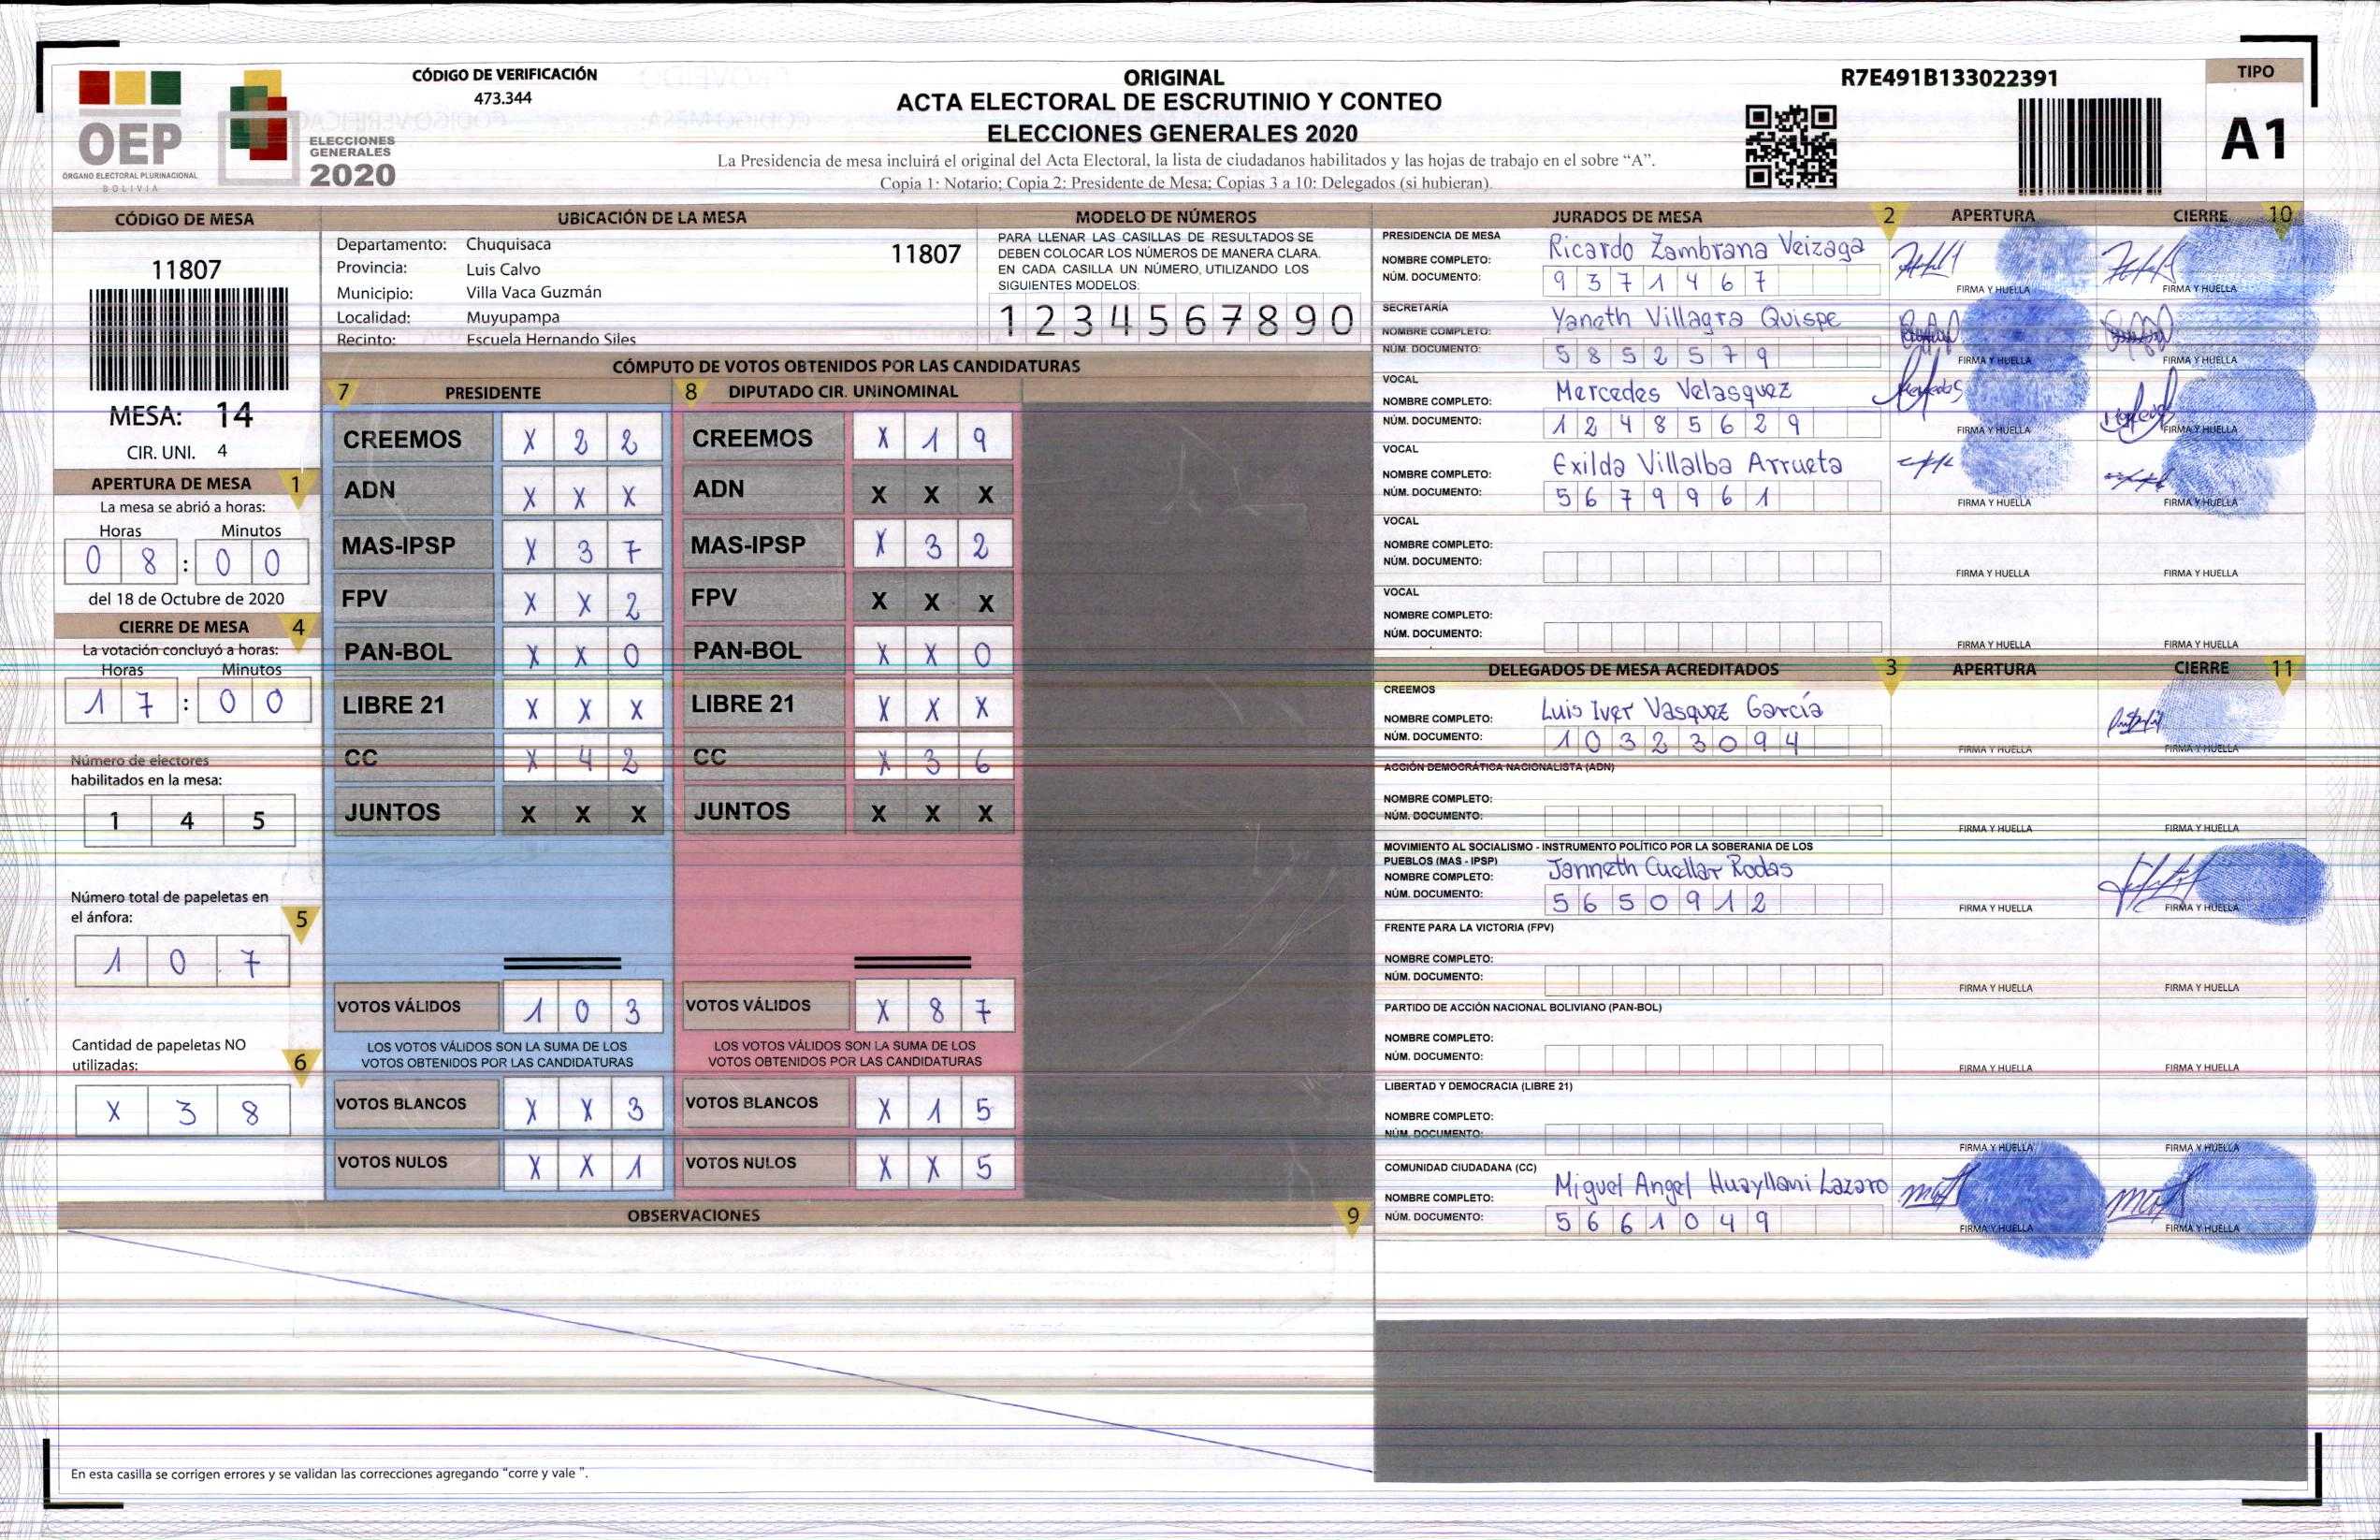 CÓDIGO DE VERIFICACIÓN
473.344
OEP
ÓRGANO ELECTORAL PLURINACIONAL
BOLIVIA
ELECCIONES
GENERALES
2020
ORIGINAL
ACTA ELECTORAL DE ESCRUTINIO Y CONTEO
ELECCIONES GENERALES 2020
La Presidencia de mesa incluirá el original del Acta Electoral, la lista de ciudadanos habilitados y las hojas de trabajo en el sobre “A”.
Copia 1: Notario; Copia 2: Presidente de Mesa; Copias 3 a 10: Delegados (si hubieran).
R7E491B133022391
TIPO
A1
CÓDIGO DE MESA
11807
MESA: 14
CIR. UNI. 4
APERTURA DE MESA 1
La mesa se abrió a horas:
Horas Minutos
0 8 : 0 0
del 18 de Octubre de 2020
CIERRE DE MESA 4
La votación concluyó a horas:
Horas Minutos
1 7 : 0 0
Número de electores
habilitados en la mesa:
1 4 5
Número total de papeletas en
el ánfora: 5
1 0 7
Cantidad de papeletas NO
utilizadas: 6
X 3 8
UBICACIÓN DE LA MESA
Departamento: Chuquisaca 11807
Provincia: Luis Calvo
Municipio: Villa Vaca Guzmán
Localidad: Muyupampa
Recinto: Escuela Hernando Siles
MODELO DE NÚMEROS
PARA LLENAR LAS CASILLAS DE RESULTADOS SE
DEBEN COLOCAR LOS NÚMEROS DE MANERA CLARA,
EN CADA CASILLA UN NÚMERO, UTILIZANDO LOS
SIGUIENTES MODELOS:
1 2 3 4 5 6 7 8 9 0
CÓMPUTO DE VOTOS OBTENIDOS POR LAS CANDIDATURAS
7 PRESIDENTE 8 DIPUTADO CIR. UNINOMINAL
CREEMOS X 2 2 CREEMOS X 1 9
ADN X X X ADN X X X
MAS-IPSP X 3 7 MAS-IPSP X 3 2
FPV X X 2 FPV X X X
PAN-BOL X X 0 PAN-BOL X X 0
LIBRE 21 X X X LIBRE 21 X X X
CC X 4 2 CC X 3 6
JUNTOS X X X JUNTOS X X X
VOTOS VÁLIDOS 1 0 3 VOTOS VÁLIDOS X 8 7
LOS VOTOS VÁLIDOS SON LA SUMA DE LOS LOS VOTOS VÁLIDOS SON LA SUMA DE LOS
VOTOS OBTENIDOS POR LAS CANDIDATURAS VOTOS OBTENIDOS POR LAS CANDIDATURAS
VOTOS BLANCOS X X 3 VOTOS BLANCOS X 1 5
VOTOS NULOS X X 1 VOTOS NULOS X X 5
OBSERVACIONES 9
En esta casilla se corrigen errores y se validan las correcciones agregando “corre y vale ”.
JURADOS DE MESA 2 APERTURA CIERRE 10
PRESIDENCIA DE MESA
NOMBRE COMPLETO: Ricardo Zambrana Veizaga
NÚM. DOCUMENTO: 9 3 7 1 4 6 7 FIRMA Y HUELLA FIRMA Y HUELLA
SECRETARÍA
NOMBRE COMPLETO: Yaneth Villagra Quispe
NÚM. DOCUMENTO: 5 8 5 2 5 7 9 FIRMA Y HUELLA FIRMA Y HUELLA
VOCAL
NOMBRE COMPLETO: Mercedes Velasquez
NÚM. DOCUMENTO: 1 2 4 8 5 6 2 9 FIRMA Y HUELLA FIRMA Y HUELLA
VOCAL
NOMBRE COMPLETO: Exilda Villalba Arrueta
NÚM. DOCUMENTO: 5 6 7 9 9 6 1 FIRMA Y HUELLA FIRMA Y HUELLA
VOCAL
NOMBRE COMPLETO:
NÚM. DOCUMENTO: FIRMA Y HUELLA FIRMA Y HUELLA
VOCAL
NOMBRE COMPLETO:
NÚM. DOCUMENTO: FIRMA Y HUELLA FIRMA Y HUELLA
DELEGADOS DE MESA ACREDITADOS 3 APERTURA CIERRE 11
CREEMOS
NOMBRE COMPLETO: Luis Iver Vasquez García
NÚM. DOCUMENTO: 1 0 3 2 3 0 9 4 FIRMA Y HUELLA FIRMA Y HUELLA
ACCIÓN DEMOCRÁTICA NACIONALISTA (ADN)
NOMBRE COMPLETO:
NÚM. DOCUMENTO: FIRMA Y HUELLA FIRMA Y HUELLA
MOVIMIENTO AL SOCIALISMO - INSTRUMENTO POLÍTICO POR LA SOBERANIA DE LOS
PUEBLOS (MAS - IPSP)
NOMBRE COMPLETO: Janneth Cuellar Rodas
NÚM. DOCUMENTO: 5 6 5 0 9 1 2 FIRMA Y HUELLA FIRMA Y HUELLA
FRENTE PARA LA VICTORIA (FPV)
NOMBRE COMPLETO:
NÚM. DOCUMENTO: FIRMA Y HUELLA FIRMA Y HUELLA
PARTIDO DE ACCIÓN NACIONAL BOLIVIANO (PAN-BOL)
NOMBRE COMPLETO:
NÚM. DOCUMENTO: FIRMA Y HUELLA FIRMA Y HUELLA
LIBERTAD Y DEMOCRACIA (LIBRE 21)
NOMBRE COMPLETO:
NÚM. DOCUMENTO: FIRMA Y HUELLA FIRMA Y HUELLA
COMUNIDAD CIUDADANA (CC)
NOMBRE COMPLETO: Miguel Angel Huayllani Lazaro
NÚM. DOCUMENTO: 5 6 6 1 0 4 9 FIRMA Y HUELLA FIRMA Y HUELLA